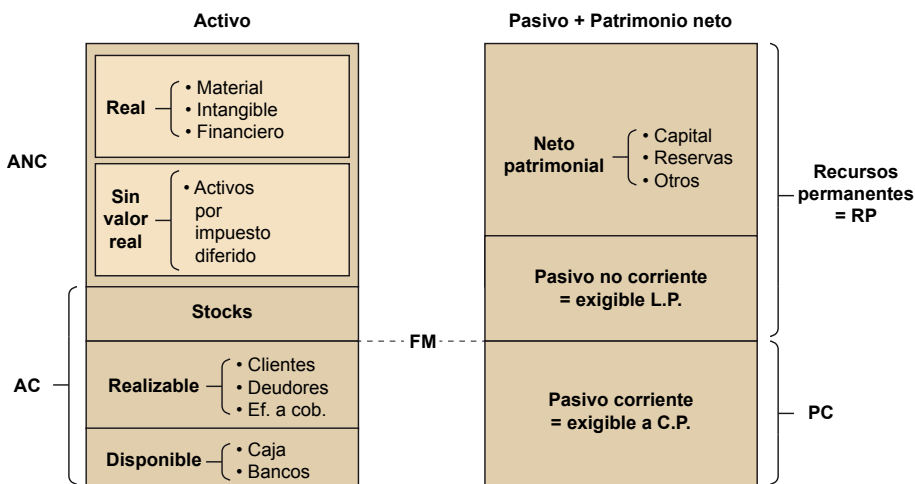 Activo
Pasivo + Patrimonio neto
ANC
Real
• Material
• Intangible
• Financiero
Sin
valor
real
• Activos
por
impuesto
diferido
AC
Stocks
Realizable
• Clientes
• Deudores
• Ef. a cob.
Disponible
• Caja
• Bancos
FM
Neto
patrimonial
• Capital
• Reservas
• Otros
Pasivo no corriente
= exigible L.P.
Pasivo corriente
= exigible a C.P.
Recursos
permanentes
= RP
PC